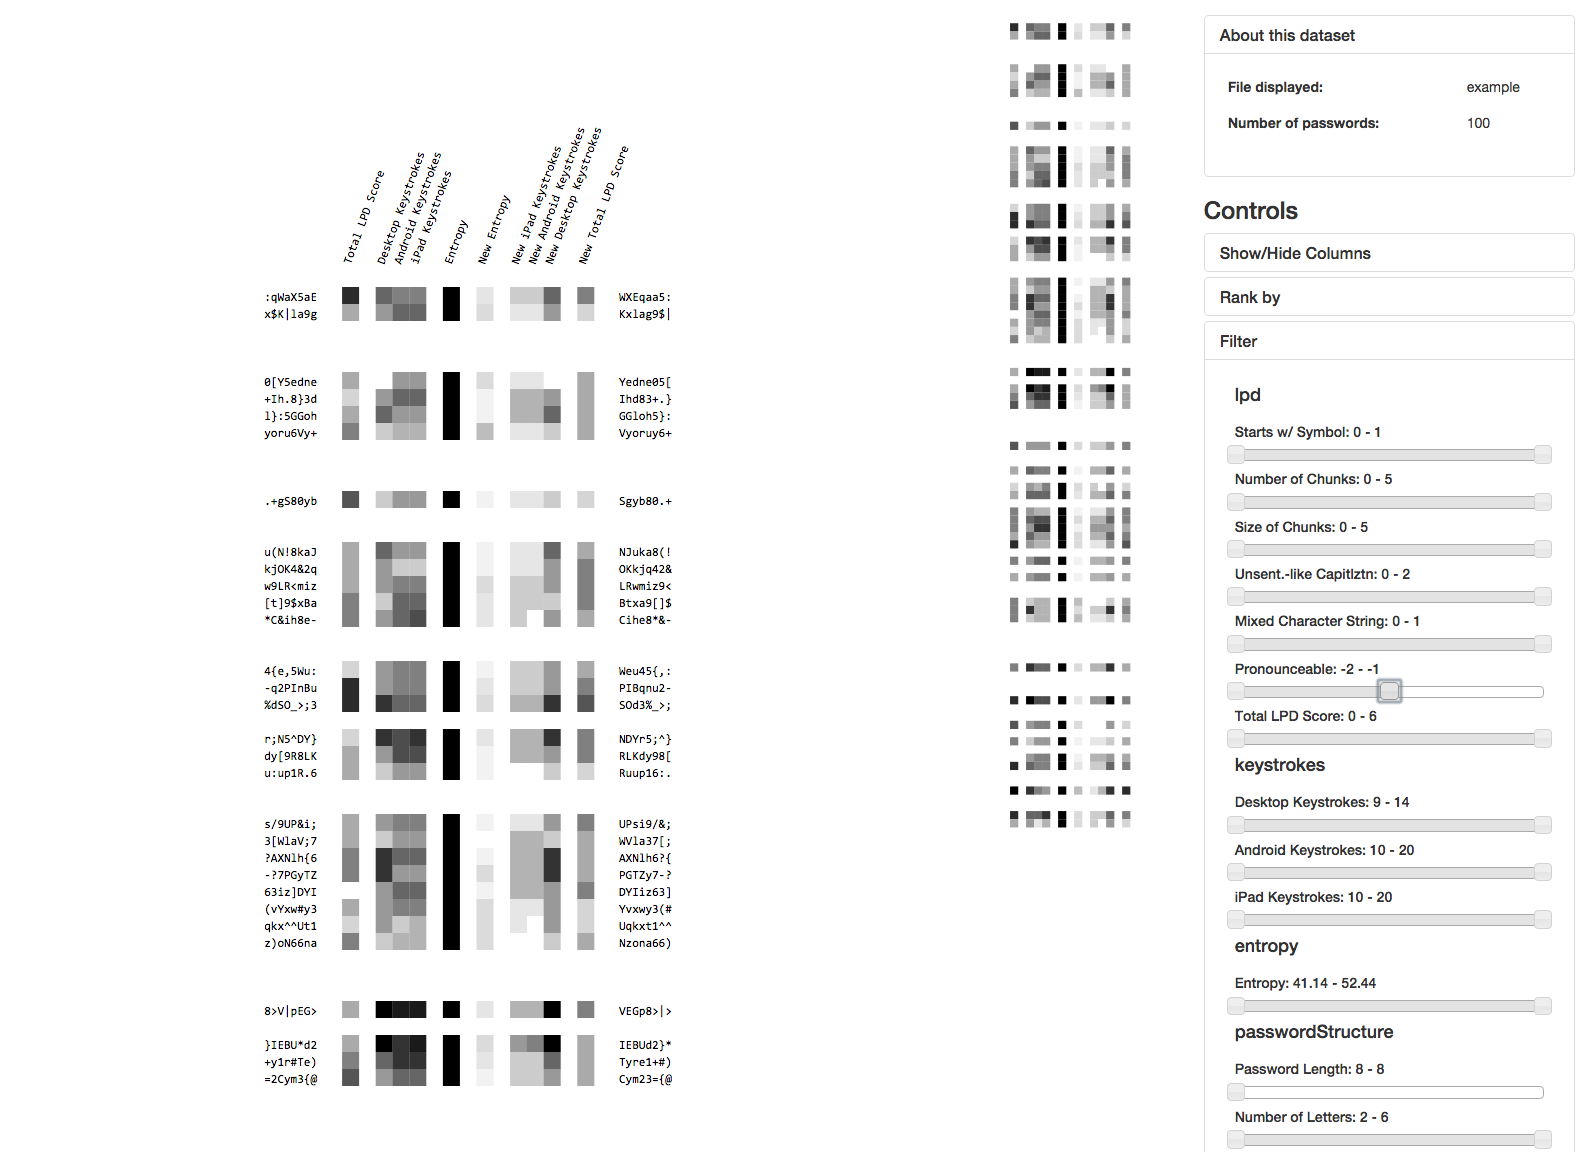 Total LPD Score
Desktop Keystrokes
Android Keystrokes
iPad Keystrokes
Entropy
New Entropy
New iPad Keystrokes
New Android Keystrokes
New Desktop Keystrokes
New Total LPD Score
:qWaX5aE WXEqaa5:
x$K|la9g Kxlag9$|
0[Y5edne Yedne05[
+Ih.8}3d Ihd83+.}
l}:5GGoh GGloh5}:
yoru6Vy+ Vyoruy6+
.+gS80yb Sgyb80.+
u(N!8kaJ NJuka8(!
kjOK4&2q OKkjq42&
w9LR<miz LRwmiz9<
[t]9$xBa Btxa9[]$
*C&ih8e- Cihe8*&-
4{e,5Wu: Weu45{,:
-q2PInBu PIBqnu2-
%dSO_>;3 SOd3%_>;
r;N5^DY} NDYr5;^}
dy[9R8LK RLKdy98[
u:up1R.6 Ruup16:.
s/9UP&i; UPsi9/&;
3[WlaV;7 WVla37[;
?AXNlh{6 AXNlh6?{
-?7PGyTZ PGTZy7-?
63iz]DYI DYIiz63]
(vYxw#y3 Yvxwy3(#
qkx^^Ut1 Uqkxt1^^
z)oN66na Nzona66)
8>V|pEG> VEGp8>|>
}IEBU*d2 IEBUd2}*
+y1r#Te) Tyre1+#)
=2Cym3{@ Cym23={@
About this dataset
File displayed: example
Number of passwords: 100
Controls
Show/Hide Columns
Rank by
Filter
lpd
Starts w/ Symbol: 0 - 1
Number of Chunks: 0 - 5
Size of Chunks: 0 - 5
Unsent.-like Capitlztn: 0 - 2
Mixed Character String: 0 - 1
Pronounceable: -2 - -1
Total LPD Score: 0 - 6
keystrokes
Desktop Keystrokes: 9 - 14
Android Keystrokes: 10 - 20
iPad Keystrokes: 10 - 20
entropy
Entropy: 41.14 - 52.44
passwordStructure
Password Length: 8 - 8
Number of Letters: 2 - 6